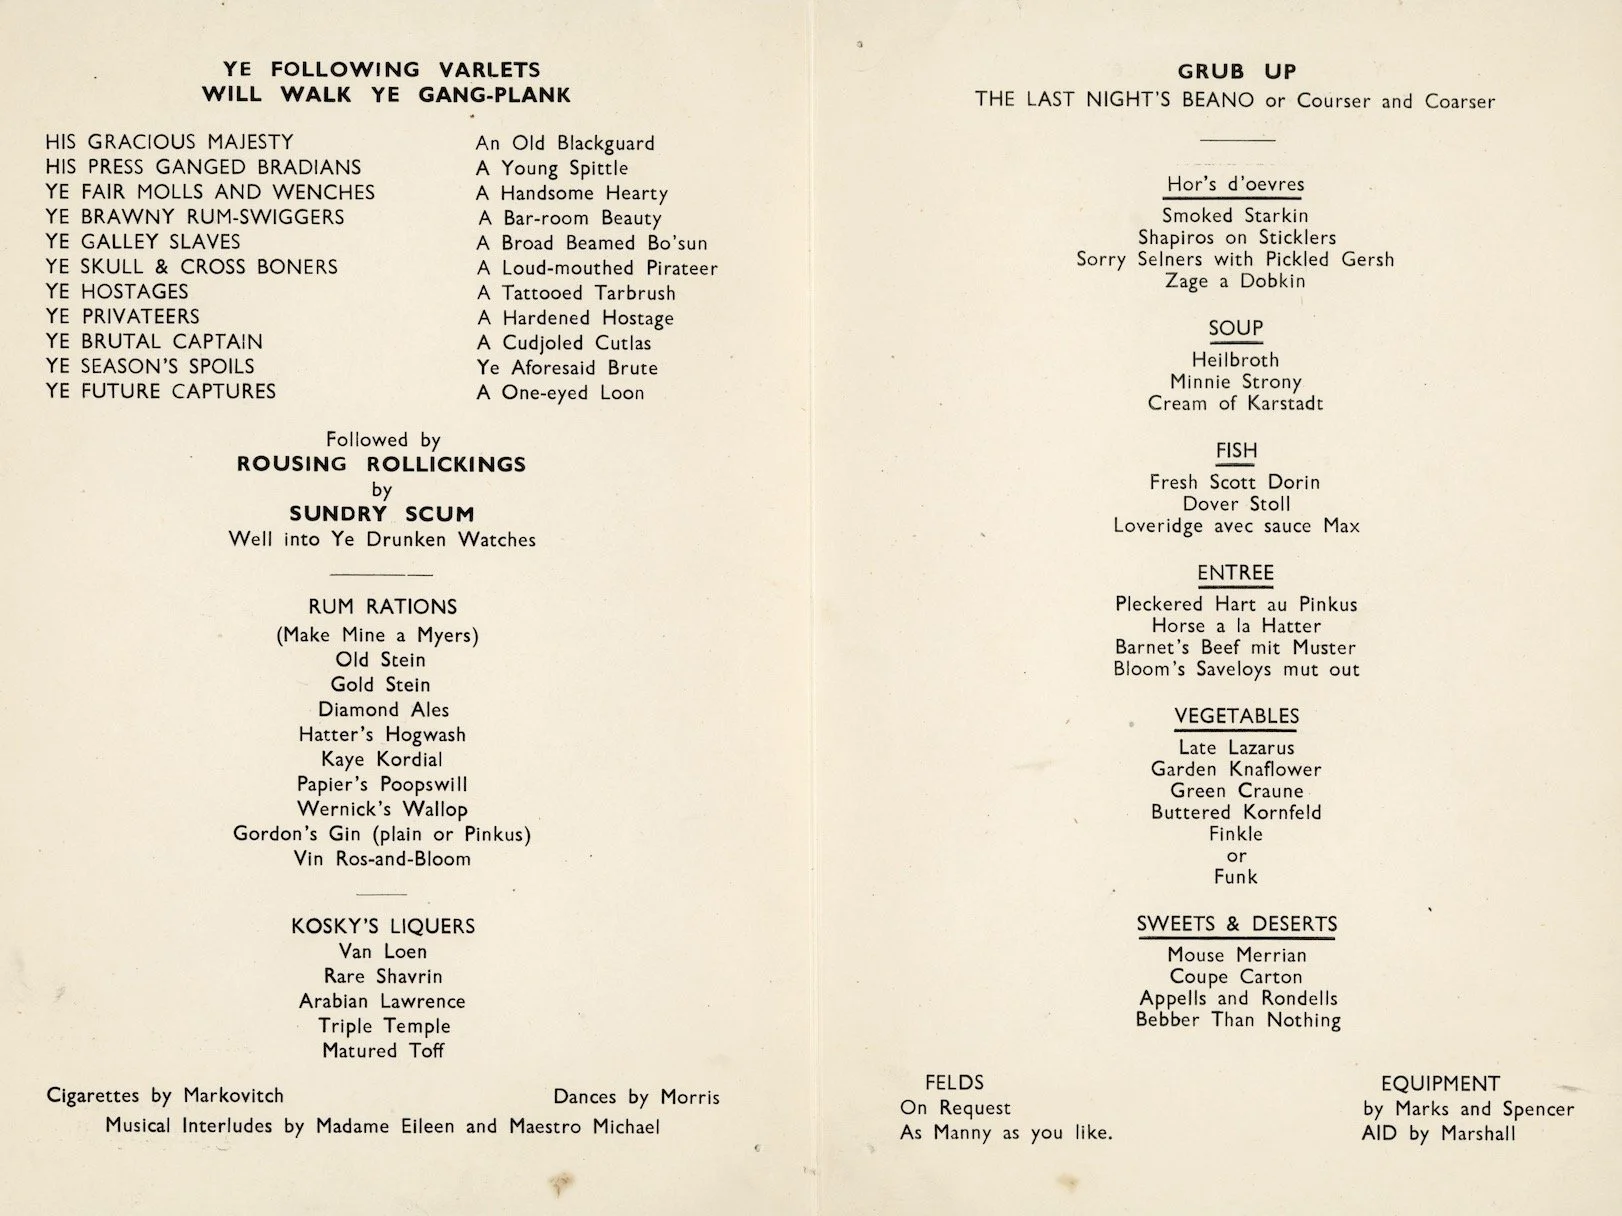 YE FOLLOWING VARLETS
WILL WALK YE GANG-PLANK
HIS GRACIOUS MAJESTY An Old Blackguard
HIS PRESS GANGED BRADIANS A Young Spittle
YE FAIR MOLLS AND WENCHES A Handsome Hearty
YE BRAWNY RUM-SWIGGERS A Bar-room Beauty
YE GALLEY SLAVES A Broad Beamed Bo'sun
YE SKULL & CROSS BONERS A Loud-mouthed Pirateer
YE HOSTAGES A Tattooed Tarbrush
YE PRIVATEERS A Hardened Hostage
YE BRUTAL CAPTAIN A Cudjoled Cutlas
YE SEASON'S SPOILS Ye Aforesaid Brute
YE FUTURE CAPTURES A One-eyed Loon
Followed by
ROUSING ROLLICKINGS
by
SUNDRY SCUM
Well into Ye Drunken Watches
RUM RATIONS
(Make Mine a Myers)
Old Stein
Gold Stein
Diamond Ales
Hatter's Hogwash
Kaye Kordial
Papier's Poopswill
Wernick's Wallop
Gordon's Gin (plain or Pinkus)
Vin Ros-and-Bloom
KOSKY'S LIQUERS
Van Loen
Rare Shavrin
Arabian Lawrence
Triple Temple
Matured Toff
Cigarettes by Markovitch Dances by Morris
Musical Interludes by Madame Eileen and Maestro Michael
GRUB UP
THE LAST NIGHT'S BEANO or Courser and Coarser
Hor's d'oevres
Smoked Starkin
Shapiros on Sticklers
Sorry Selners with Pickled Gersh
Zage a Dobkin
SOUP
Heilbroth
Minnie Strony
Cream of Karstadt
FISH
Fresh Scott Dorin
Dover Stoll
Loveridge avec sauce Max
ENTREE
Pleckered Hart au Pinkus
Horse a la Hatter
Barnet's Beef mit Muster
Bloom's Saveloys mut out
VEGETABLES
Late Lazarus
Garden Knaflower
Green Craune
Buttered Kornfeld
Finkle
or
Funk
SWEETS & DESERTS
Mouse Merrian
Coupe Carton
Appells and Rondells
Bebber Than Nothing
FELDS
On Request
As Manny as you like.
EQUIPMENT
by Marks and Spencer
AID by Marshall